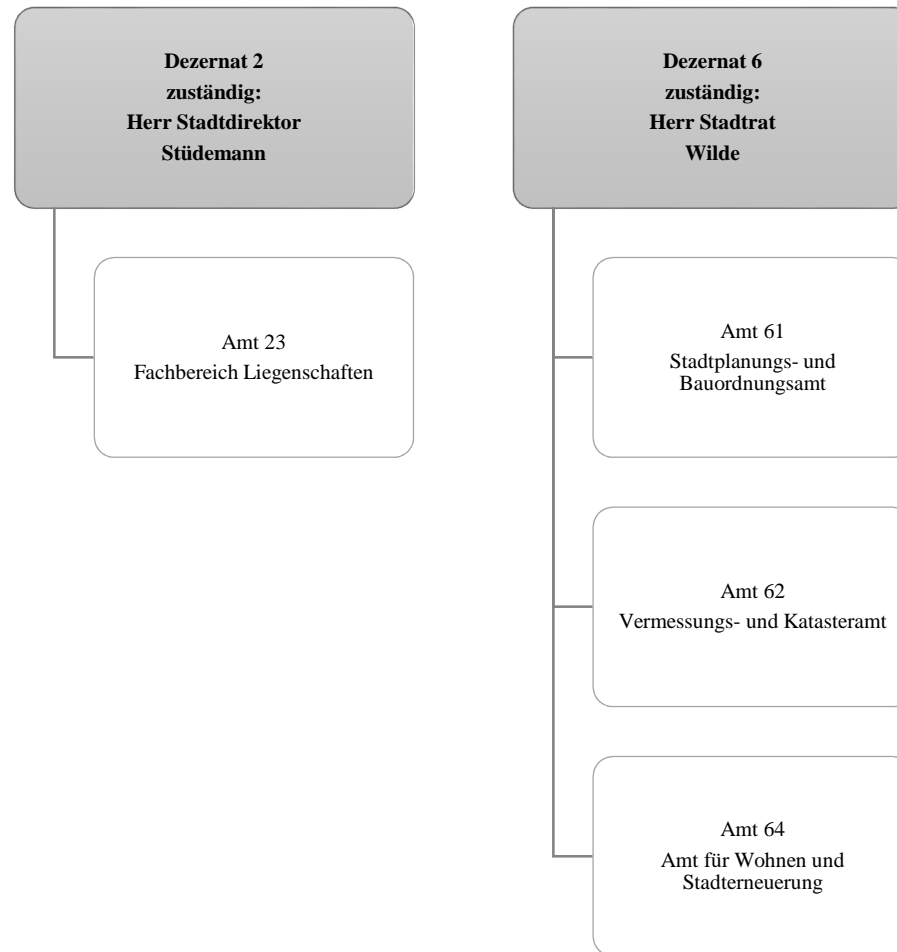 Dezernat 2
zuständig:
Herr Stadtdirektor
Stüdemann
Amt 23
Fachbereich Liegenschaften
Dezernat 6
zuständig:
Herr Stadtrat
Wilde
Amt 61
Stadtplanungs- und
Bauordnungsamt
Amt 62
Vermessungs- und Katasteramt
Amt 64
Amt für Wohnen und
Stadterneuerung